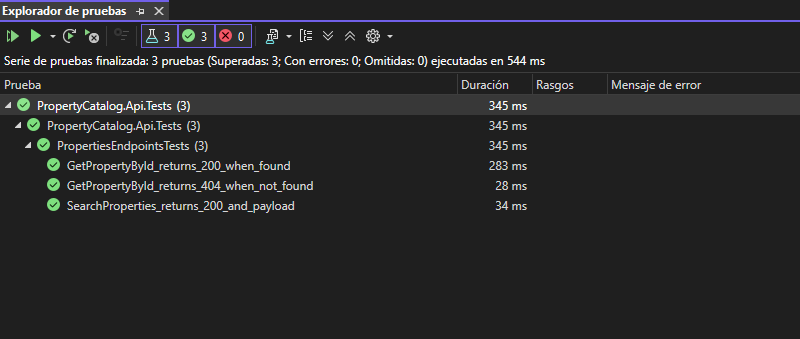 Explorador de pruebas
3 3 0
Serie de pruebas finalizada: 3 pruebas (Superadas: 3; Con errores: 0; Omitidas: 0) ejecutadas en 544 ms
Prueba Duración Rasgos Mensaje de error
PropertyCatalog.Api.Tests (3) 345 ms
PropertyCatalog.Api.Tests (3) 345 ms
PropertiesEndpointsTests (3) 345 ms
GetPropertyById_returns_200_when_found 283 ms
GetPropertyById_returns_404_when_not_found 28 ms
SearchProperties_returns_200_and_payload 34 ms